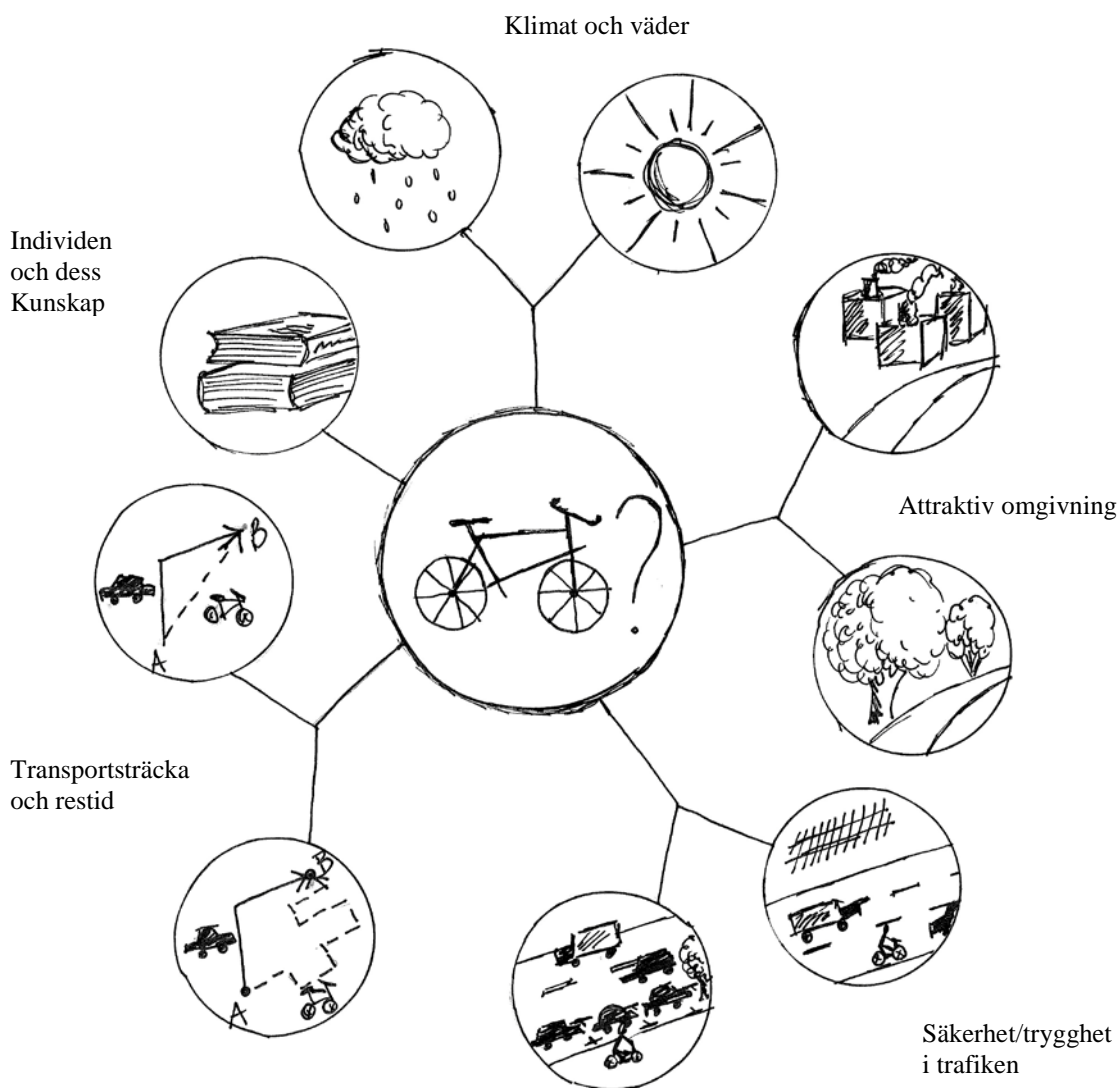 Klimat och väder
Individen
och dess
Kunskap
Attraktiv omgivning
B
A
?
Transportsträcka
och restid
B
A
Säkerhet/trygghet
i trafiken